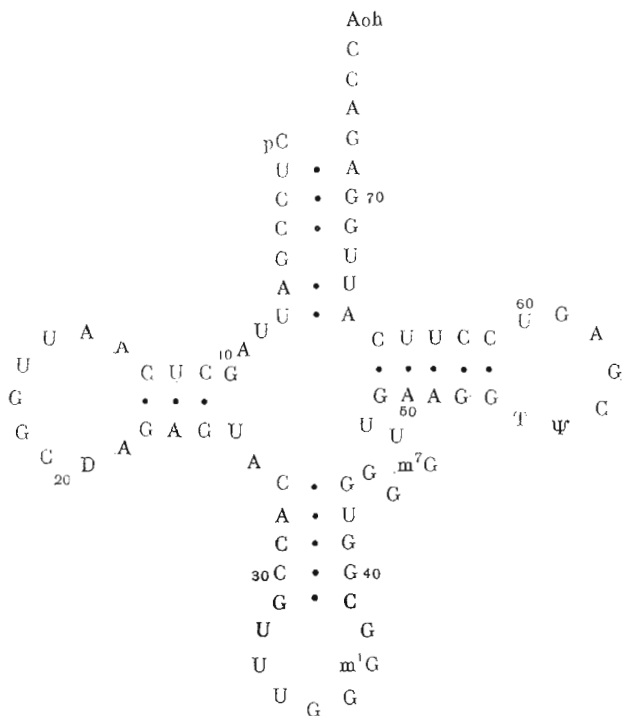 Aoh
C
C
A
pC G
U A
C G 70
C G
G U
A U 60
U A U G
U U A A A U C U U C C A
10
U C U C G G
G G A A G G T Ψ C
50
G A G A G U U U
C D A G m⁷G
20 C G G
A U
C G
30 C G 40
G C
U G
U m¹G
U G G